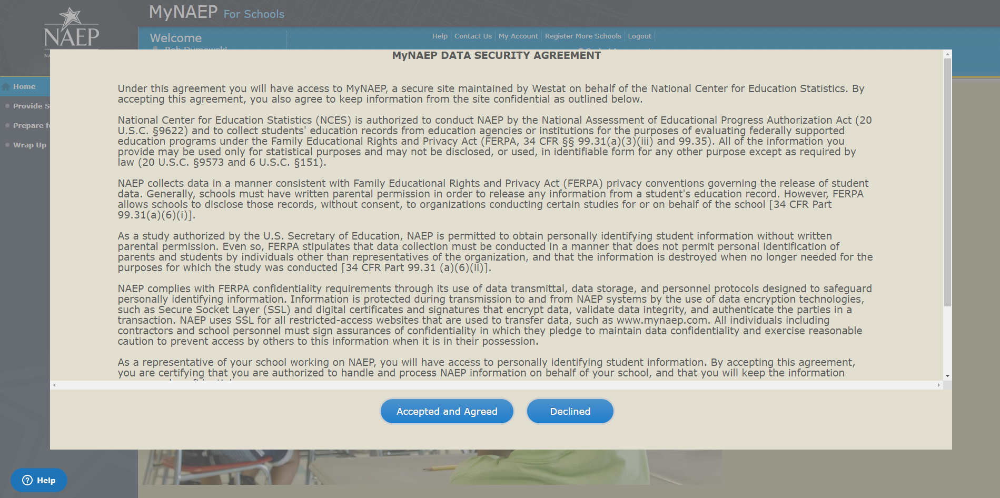 MyNAEP For Schools
NAEP
Welcome
Help Contact Us My Account Register More Schools Logout
Home
Provide S
Prepare f
Wrap Up
MyNAEP DATA SECURITY AGREEMENT
Under this agreement you will have access to MyNAEP, a secure site maintained by Westat on behalf of the National Center for Education Statistics. By
accepting this agreement, you also agree to keep information from the site confidential as outlined below.
National Center for Education Statistics (NCES) is authorized to conduct NAEP by the National Assessment of Educational Progress Authorization Act (20
U.S.C. §9622) and to collect students' education records from education agencies or institutions for the purposes of evaluating federally supported
education programs under the Family Educational Rights and Privacy Act (FERPA, 34 CFR §§ 99.31(a)(3)(iii) and 99.35). All of the information you
provide may be used only for statistical purposes and may not be disclosed, or used, in identifiable form for any other purpose except as required by
law (20 U.S.C. §9573 and 6 U.S.C. §151).
NAEP collects data in a manner consistent with Family Educational Rights and Privacy Act (FERPA) privacy conventions governing the release of student
data. Generally, schools must have written parental permission in order to release any information from a student's education record. However, FERPA
allows schools to disclose those records, without consent, to organizations conducting certain studies for or on behalf of the school [34 CFR Part
99.31(a)(6)(i)].
As a study authorized by the U.S. Secretary of Education, NAEP is permitted to obtain personally identifying student information without written
parental permission. Even so, FERPA stipulates that data collection must be conducted in a manner that does not permit personal identification of
parents and students by individuals other than representatives of the organization, and that the information is destroyed when no longer needed for the
purposes for which the study was conducted [34 CFR Part 99.31 (a)(6)(ii)].
NAEP complies with FERPA confidentiality requirements through its use of data transmittal, data storage, and personnel protocols designed to safeguard
personally identifying information. Information is protected during transmission to and from NAEP systems by the use of data encryption technologies,
such as Secure Socket Layer (SSL) and digital certificates and signatures that encrypt data, validate data integrity, and authenticate the parties in a
transaction. NAEP uses SSL for all restricted-access websites that are used to transfer data, such as www.mynaep.com. All individuals including
contractors and school personnel must sign assurances of confidentiality in which they pledge to maintain data confidentiality and exercise reasonable
caution to prevent access by others to this information when it is in their possession.
As a representative of your school working on NAEP, you will have access to personally identifying student information. By accepting this agreement,
you are certifying that you are authorized to handle and process NAEP information on behalf of your school, and that you will keep the information
Accepted and Agreed Declined
Help